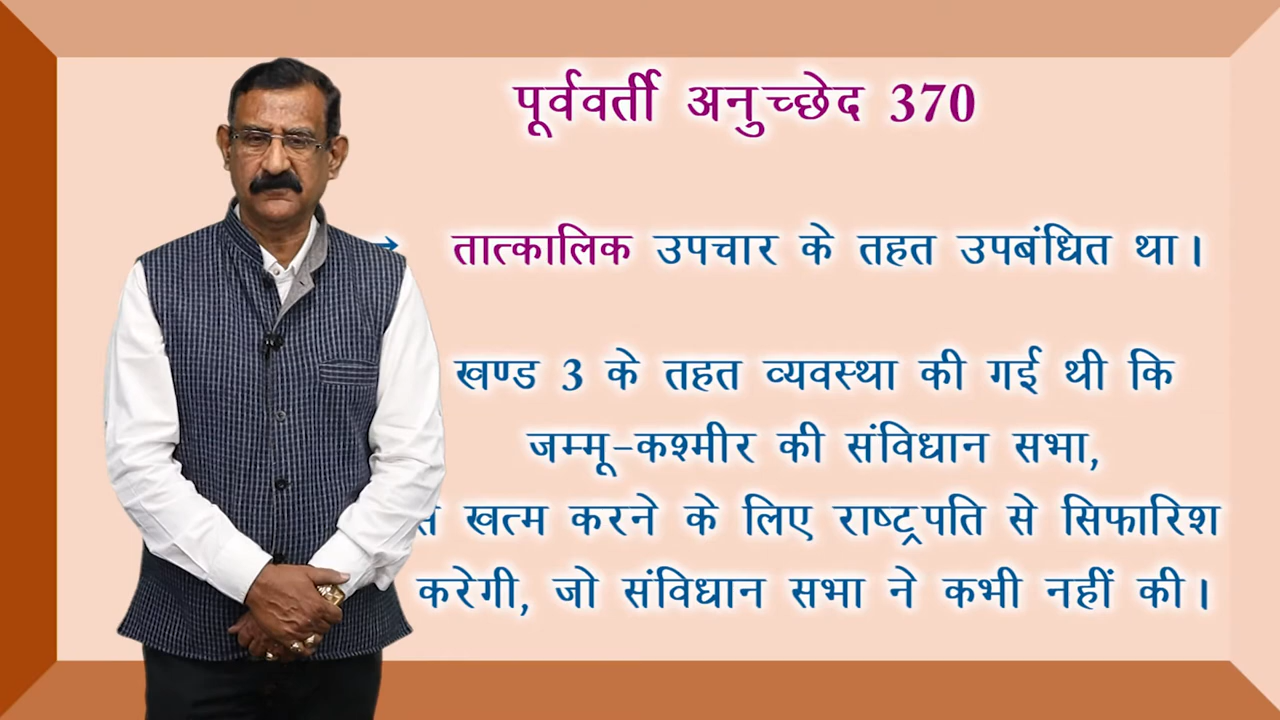 पूर्ववर्ती अनुच्छेद 370
→ तात्कालिक उपचार के तहत उपबंधित था।
खण्ड 3 के तहत व्यवस्था की गई थी कि
जम्मू-कश्मीर की संविधान सभा,
खत्म करने के लिए राष्ट्रपति से सिफारिश
करेगी, जो संविधान सभा ने कभी नहीं की।